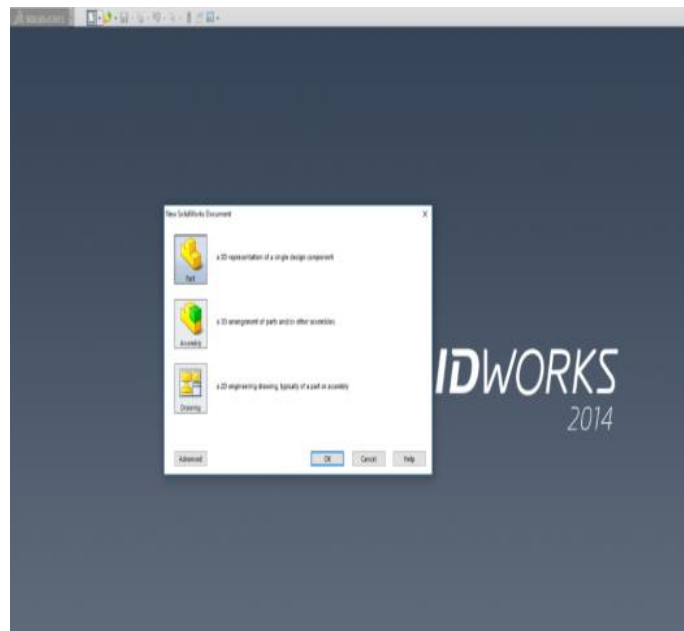 SOLIDWORKS
New SolidWorks Document
X
Part
a 3D representation of a single design component
Assembly
a 3D arrangement of parts and/or other assemblies
Drawing
a 2D engineering drawing, typically of a part or assembly
Advanced
OK
Cancel
Help
IDWORKS
2014